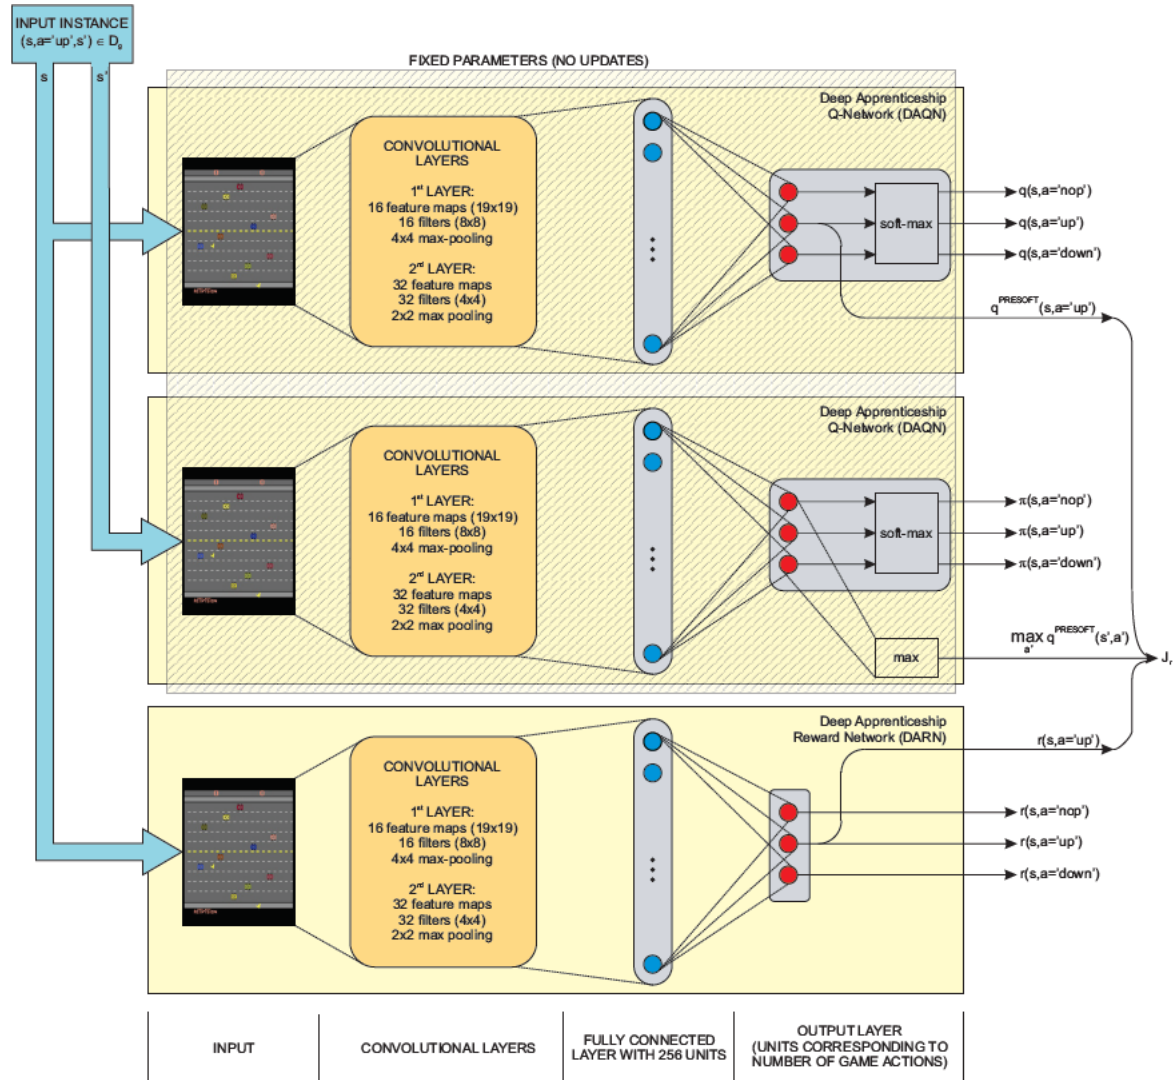 INPUT INSTANCE
(s,a='up',s') ∈ D
s
s'
FIXED PARAMETERS (NO UPDATES)
Deep Apprenticeship
Q-Network (DAQN)
CONVOLUTIONAL
LAYERS
1st LAYER:
16 feature maps (19x19)
16 filters (8x8)
4x4 max-pooling
2rd LAYER:
32 feature maps
32 filters (4x4)
2x2 max pooling
soft-max
q(s,a='nop')
q(s,a='up')
q(s,a='down')
qPRESOFT(s,a='up')
Deep Apprenticeship
Q-Network (DAQN)
CONVOLUTIONAL
LAYERS
1st LAYER:
16 feature maps (19x19)
16 filters (8x8)
4x4 max-pooling
2rd LAYER:
32 feature maps
32 filters (4x4)
2x2 max pooling
soft-max
π(s,a='nop')
π(s,a='up')
π(s,a='down')
max
max qPRESOFT(s',a')
a'
Jr
Deep Apprenticeship
Reward Network (DARN)
CONVOLUTIONAL
LAYERS
1st LAYER:
16 feature maps (19x19)
16 filters (8x8)
4x4 max-pooling
2rd LAYER:
32 feature maps
32 filters (4x4)
2x2 max pooling
r(s,a='up')
r(s,a='nop')
r(s,a='up')
r(s,a='down')
INPUT
CONVOLUTIONAL LAYERS
FULLY CONNECTED
LAYER WITH 256 UNITS
OUTPUT LAYER
(UNITS CORRESPONDING TO
NUMBER OF GAME ACTIONS)